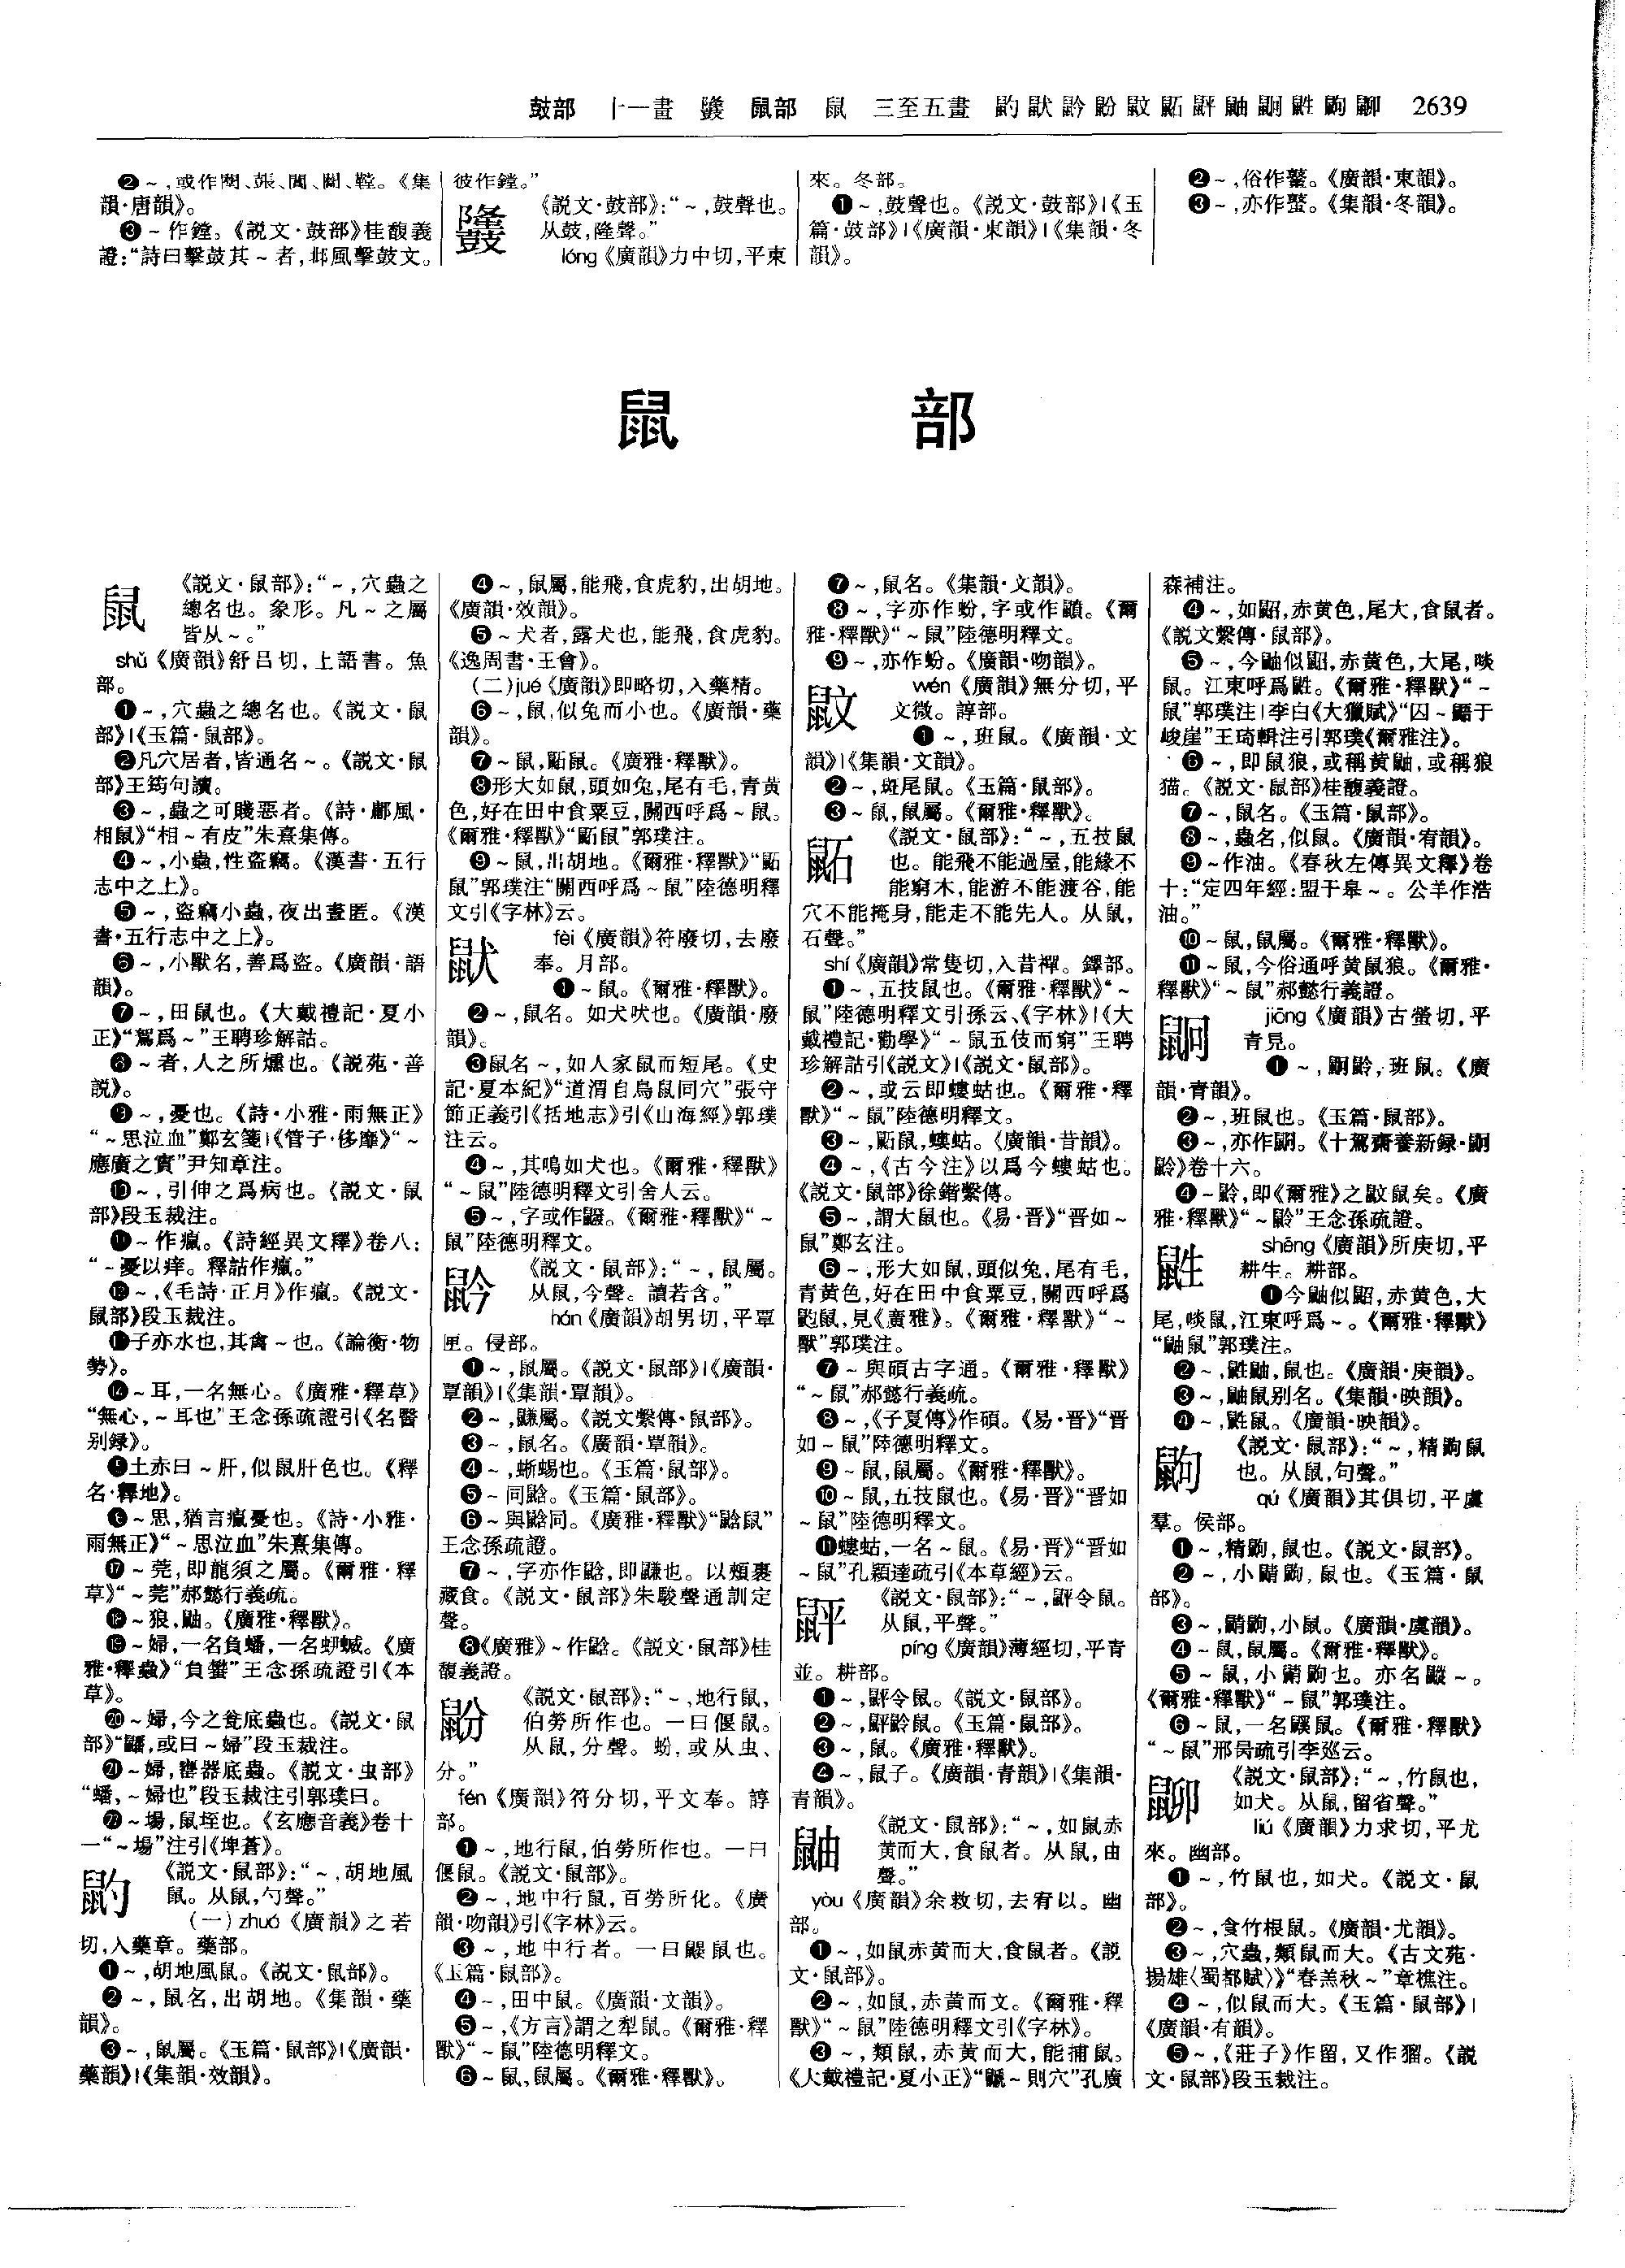 鼓部 十一畫 鼜 鼠部 鼠 三至五畫 鼩 2639
❷～,或作閛、䶀、閶、闛、鞺。《集
韻·唐韻》。
❸～作鏜。《説文·鼓部》桂馥義
證:“詩曰擊鼓其～者,邶風擊鼓文。
彼作鏜。”
《説文·鼓部》:“～,鼓聲也。
从鼓,隆聲。”
lóng《廣韻》力中切,平東
來。冬部。
❶～,鼓聲也。《説文·鼓部》|《玉
篇·鼓部》|《廣韻·東韻》|《集韻·冬
韻》。
❷～,俗作鼜。《廣韻·東韻》。
❸～,亦作鼜。《集韻·冬韻》。
鼠部
鼠 《説文·鼠部》:“～,穴蟲之
總名也。象形。凡～之屬
皆从～。”
shǔ《廣韻》舒吕切,上語書。魚
部。
❶～,穴蟲之總名也。《説文·鼠
部》|《玉篇·鼠部》。
❷凡穴居者,皆通名～。《説文·鼠
部》王筠句讀。
❸～,蟲之可賤惡者。《詩·鄘風·
相鼠》“相～有皮”朱熹集傳。
❹～,小蟲,性盜竊。《漢書·五行
志中之上》。
❺～,盜竊小蟲,夜出晝匿。《漢
書·五行志中之上》。
❻～,小獸名,善爲盜。《廣韻·語
韻》。
❼～,田鼠也。《大戴禮記·夏小
正》“鴽爲～”王聘珍解詁。
❽～者,人之所燻也。《説苑·善
説》。
❾～,憂也。《詩·小雅·雨無正》
“～思泣血”鄭玄箋|《管子·侈靡》“～
應廣之實”尹知章注。
❿～,引伸之爲病也。《説文·鼠
部》段玉裁注。
⓫～作癙。《詩經異文釋》卷八:
“～憂以痒。釋詁作癙。”
⓬～,《毛詩·正月》作癙。《説文·
鼠部》段玉裁注。
⓭子亦水也,其禽～也。《論衡·物
勢》。
⓮～耳,一名無心。《廣雅·釋草》
“無心,～耳也”王念孫疏證引《名醫
别録》。
⓯土赤曰～肝,似鼠肝色也。《釋
名·釋地》。
⓰～思,猶言癙憂也。《詩·小雅·
雨無正》“～思泣血”朱熹集傳。
⓱～莞,即龍須之屬。《爾雅·釋
草》“～莞”郝懿行義疏。
⓲～狼,鼬。《廣雅·釋獸》。
⓳～婦,一名負蟠,一名蛜蝛。《廣
雅·釋蟲》“負蠜”王念孫疏證引《本
草》。
⓴～婦,今之瓮底蟲也。《説文·鼠
部》“鼶,或曰～婦”段玉裁注。
㉑～婦,罋器底蟲。《説文·虫部》
“蟠,～婦也”段玉裁注引郭璞曰。
㉒～場,鼠垤也。《玄應音義》卷十
一“～場”注引《埤蒼》。
鼩 《説文·鼠部》:“～,胡地風
鼠。从鼠,勺聲。”
(一)zhuó《廣韻》之若
切,入藥章。藥部。
❶～,胡地風鼠。《説文·鼠部》。
❷～,鼠名,出胡地。《集韻·藥
韻》。
❸～,鼠屬。《玉篇·鼠部》|《廣韻·
藥韻》|《集韻·效韻》。
❹～,鼠屬,能飛,食虎豹,出胡地。
《廣韻·效韻》。
❺～犬者,露犬也,能飛,食虎豹。
《逸周書·王會》。
(二)jué《廣韻》即略切,入藥精。
❻～,鼠,似兔而小也。《廣韻·藥
韻》。
❼～鼠,鼫鼠。《廣雅·釋獸》。
❽形大如鼠,頭如兔,尾有毛,青黄
色,好在田中食粟豆,關西呼爲～鼠。
《爾雅·釋獸》“鼫鼠”郭璞注。
❾～鼠,出胡地。《爾雅·釋獸》“鼫
鼠”郭璞注“關西呼爲～鼠”陸德明釋
文引《字林》云。
䶅 fèi《廣韻》符廢切,去廢
奉。月部。
❶～鼠。《爾雅·釋獸》。
❷～,鼠名。如犬吠也。《廣韻·廢
韻》。
❸鼠名～,如人家鼠而短尾。《史
記·夏本紀》“道渭自鳥鼠同穴”張守
節正義引《括地志》引《山海經》郭璞
注云。
❹～,其鳴如犬也。《爾雅·釋獸》
“～鼠”陸德明釋文引舍人云。
❺～,字或作鼥。《爾雅·釋獸》“～
鼠”陸德明釋文。
䶃 《説文·鼠部》:“～,鼠屬。
从鼠,今聲。讀若含。”
hán《廣韻》胡男切,平覃
匣。侵部。
❶～,鼠屬。《説文·鼠部》|《廣韻·
覃韻》|《集韻·覃韻》。
❷～,鼸屬。《説文繫傳·鼠部》。
❸～,鼠名。《廣韻·覃韻》。
❹～,蜥蜴也。《玉篇·鼠部》。
❺～同䶎。《玉篇·鼠部》。
❻～與䶎同。《廣雅·釋獸》“䶎鼠”
王念孫疏證。
❼～,字亦作䶎,即鼸也。以頰裹
藏食。《説文·鼠部》朱駿聲通訓定
聲。
❽《廣雅》～作䶎。《説文·鼠部》桂
馥義證。
鼢 《説文·鼠部》:“～,地行鼠,
伯勞所作也。一曰偃鼠。
从鼠,分聲。蚡,或从虫、
分。”
fén《廣韻》符分切,平文奉。諄
部。
❶～,地行鼠,伯勞所作也。一曰
偃鼠。《説文·鼠部》。
❷～,地中行鼠,百勞所化。《廣
韻·吻韻》引《字林》云。
❸～,地中行者。一曰鼴鼠也。
《玉篇·鼠部》。
❹～,田中鼠。《廣韻·文韻》。
❺～,《方言》謂之犁鼠。《爾雅·釋
獸》“～鼠”陸德明釋文。
❻～鼠,鼠屬。《爾雅·釋獸》。
❼～,鼠名。《集韻·文韻》。
❽～,字亦作蚡,字或作鼶。《爾
雅·釋獸》“～鼠”陸德明釋文。
❾～,亦作蚡。《廣韻·吻韻》。
鼤 wén《廣韻》無分切,平
文微。諄部。
❶～,班鼠。《廣韻·文
韻》|《集韻·文韻》。
❷～,斑尾鼠。《玉篇·鼠部》。
❸～鼠,鼠屬。《爾雅·釋獸》。
鼫 《説文·鼠部》:“～,五技鼠
也。能飛不能過屋,能緣不
能窮木,能游不能渡谷,能
穴不能掩身,能走不能先人。从鼠,
石聲。”
shí《廣韻》常隻切,入昔禪。鐸部。
❶～,五技鼠也。《爾雅·釋獸》“～
鼠”陸德明釋文引孫云、《字林》|《大
戴禮記·勸學》“～鼠五伎而窮”王聘
珍解詁引《説文》|《説文·鼠部》。
❷～,或云即螻蛄也。《爾雅·釋
獸》“～鼠”陸德明釋文。
❸～,鼫鼠,螻蛄。《廣韻·昔韻》。
❹～,《古今注》以爲今螻蛄也。
《説文·鼠部》徐鍇繫傳。
❺～,謂大鼠也。《易·晋》“晋如～
鼠”鄭玄注。
❻～,形大如鼠,頭似兔,尾有毛,
青黄色,好在田中食粟豆,關西呼爲
鼩鼠,見《廣雅》。《爾雅·釋獸》“～
獸”郭璞注。
❼～與碩古字通。《爾雅·釋獸》
“～鼠”郝懿行義疏。
❽～,《子夏傳》作碩。《易·晋》“晋
如～鼠”陸德明釋文。
❾～鼠,鼠屬。《爾雅·釋獸》。
❿～鼠,五技鼠也。《易·晋》“晋如
～鼠”陸德明釋文。
⓫螻蛄,一名～鼠。《易·晋》“晋如
～鼠”孔穎達疏引《本草經》云。
鼪 《説文·鼠部》:“～,䶄令鼠。
从鼠,平聲。”
píng《廣韻》薄經切,平青
並。耕部。
❶～,䶄令鼠。《説文·鼠部》。
❷～,䶄鼠。《玉篇·鼠部》。
❸～,鼠。《廣雅·釋獸》。
❹～,鼠子。《廣韻·青韻》|《集韻·
青韻》。
鼬 《説文·鼠部》:“～,如鼠赤
黄而大,食鼠者。从鼠,由
聲。”
yòu《廣韻》余救切,去宥以。幽
部。
❶～,如鼠赤黄而大,食鼠者。《説
文·鼠部》。
❷～,如鼠,赤黄而文。《爾雅·釋
獸》“～鼠”陸德明釋文引《字林》。
❸～,類鼠,赤黄而大,能捕鼠。
《大戴禮記·夏小正》“鼶～則穴”孔廣
森補注。
❹～,如鼦,赤黄色,尾大,食鼠者。
《説文繫傳·鼠部》。
❺～,今鼬似鼦,赤黄色,大尾,啖
鼠。江東呼爲鼪。《爾雅·釋獸》“～
鼠”郭璞注|李白《大獵賦》“囚～鼯于
峻崖”王琦輯注引郭璞《爾雅注》。
❻～,即鼠狼,或稱黄鼬,或稱狼
猫。《説文·鼠部》桂馥義證。
❼～,鼠名。《玉篇·鼠部》。
❽～,蟲名,似鼠。《廣韻·宥韻》。
❾～作油。《春秋左傳異文釋》卷
十:“定四年經:盟于皋～。公羊作浩
油。”
❿～鼠,鼠屬。《爾雅·釋獸》。
⓫～鼠,今俗通呼黄鼠狼。《爾雅·
釋獸》“～鼠”郝懿行義證。
jiōng《廣韻》古螢切,平
青見。
❶～,鼮,班鼠。《廣
韻·青韻》。
❷～,班鼠也。《玉篇·鼠部》。
❸～,亦作。《十駕齋養新録·
》卷十六。
❹～,即《爾雅》之鼤鼠矣。《廣
雅·釋獸》“～”王念孫疏證。
鼪 shēng《廣韻》所庚切,平
耕生。耕部。
❶今鼬似鼦,赤黄色,大
尾,啖鼠,江東呼爲～。《爾雅·釋獸》
“鼬鼠”郭璞注。
❷～,鼪鼬,鼠也。《廣韻·庚韻》。
❸～,鼬鼠别名。《集韻·映韻》。
❹～,鼪鼠。《廣韻·映韻》。
鼩 《説文·鼠部》:“～,精鼩鼠
也。从鼠,句聲。”
qú《廣韻》其俱切,平虞
羣。侯部。
❶～,精鼩,鼠也。《説文·鼠部》。
❷～,小鼱鼩,鼠也。《玉篇·鼠
部》。
❸～,鼱鼩,小鼠。《廣韻·虞韻》。
❹～鼠,鼠屬。《爾雅·釋獸》。
❺～鼠,小鼱鼩也。亦名～。
《爾雅·釋獸》“～鼠”郭璞注。
❻～鼠,一名鼷鼠。《爾雅·釋獸》
“～鼠”邢昺疏引李巡云。
䶉 《説文·鼠部》:“～,竹鼠也,
如犬。从鼠,留省聲。”
liú《廣韻》力求切,平尤
來。幽部。
❶～,竹鼠也,如犬。《説文·鼠
部》。
❷～,食竹根鼠。《廣韻·尤韻》。
❸～,穴蟲,類鼠而大。《古文苑·
揚雄〈蜀都賦〉》“春羔秋～”章樵注。
❹～,似鼠而大。《玉篇·鼠部》|
《廣韻·有韻》。
❺～,《莊子》作留,又作猶。《説
文·鼠部》段玉裁注。